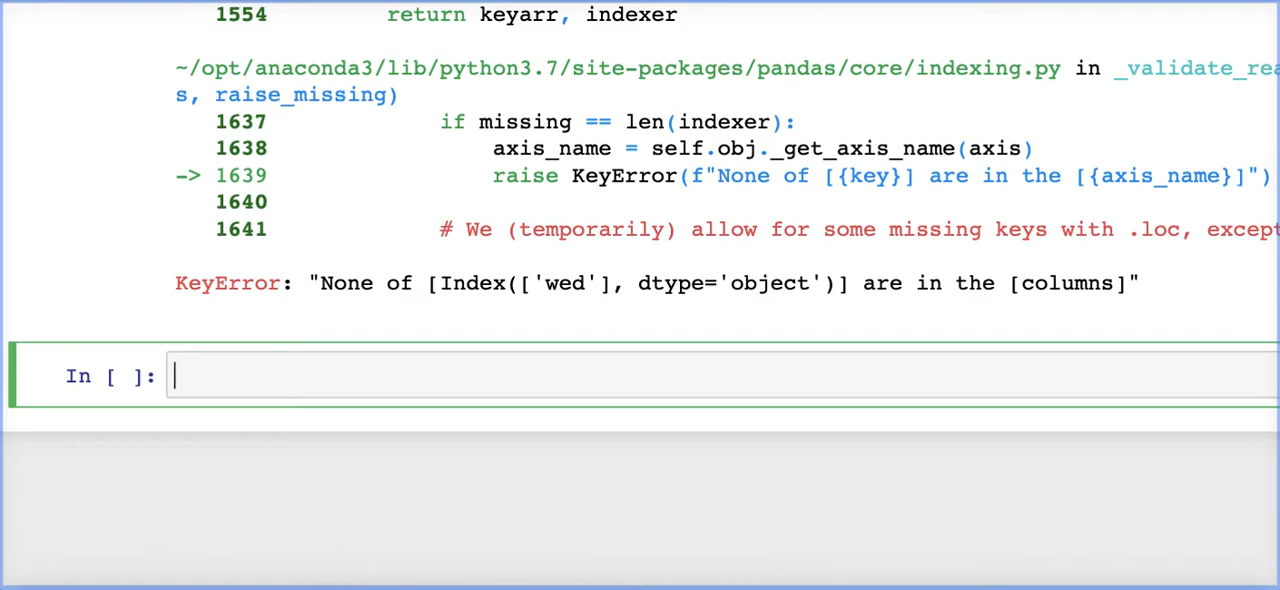 1554 return keyarr, indexer
~/opt/anaconda3/lib/python3.7/site-packages/pandas/core/indexing.py in _validate_rea
s, raise_missing)
1637 if missing == len(indexer):
1638 axis_name = self.obj._get_axis_name(axis)
-> 1639 raise KeyError(f"None of [{key}] are in the [{axis_name}]")
1640
1641 # We (temporarily) allow for some missing keys with .loc, except
KeyError: "None of [Index(['wed'], dtype='object')] are in the [columns]"
In [ ]: